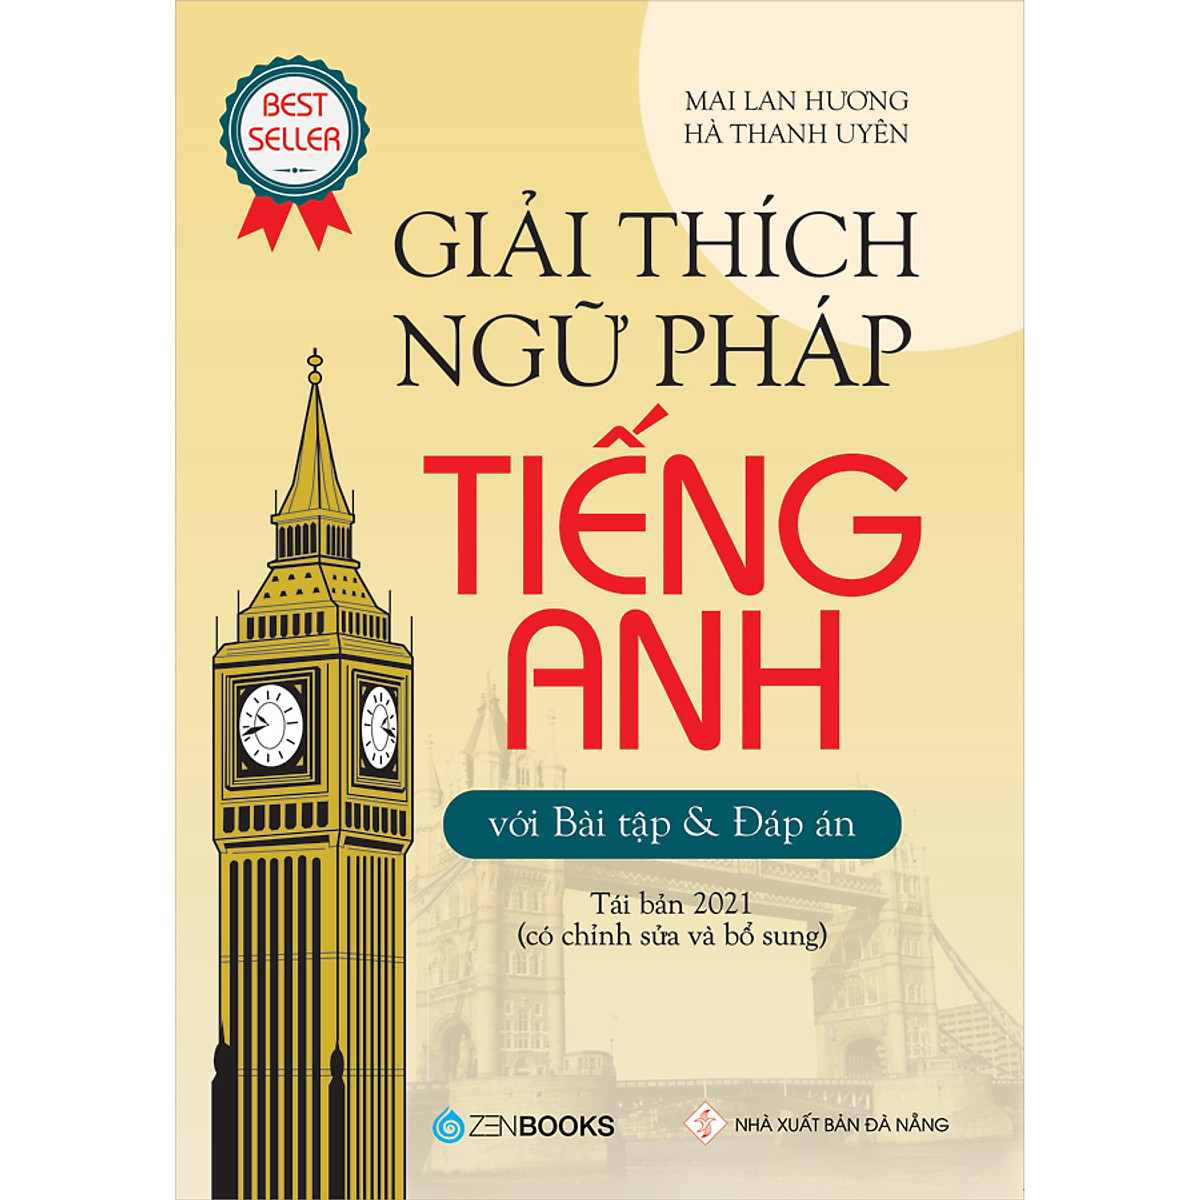 BEST
SELLER
MAI LAN HƯƠNG
HÀ THANH UYÊN
GIẢI THÍCH
NGỮ PHÁP
TIẾNG
ANH
với Bài tập & Đáp án
Tái bản 2021
(có chỉnh sửa và bổ sung)
ZENBOOKS
NHÀ XUẤT BẢN ĐÀ NẴNG